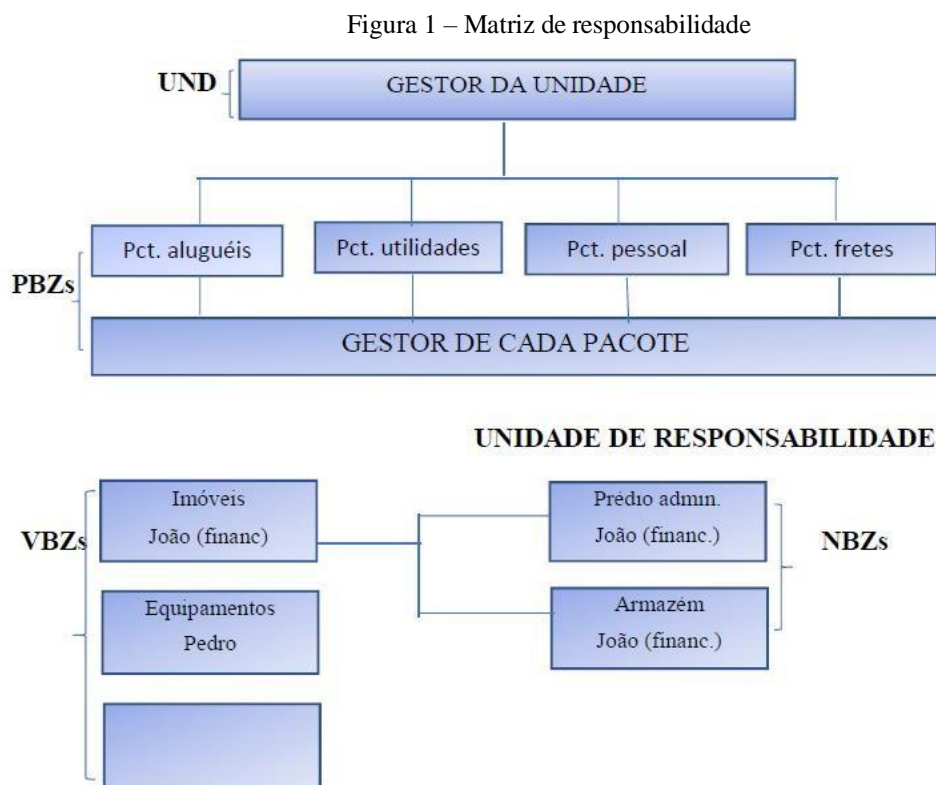 Figura 1 – Matriz de responsabilidade
UND
GESTOR DA UNIDADE
Pct. aluguéis
Pct. utilidades
Pct. pessoal
Pct. fretes
PBZs
GESTOR DE CADA PACOTE
UNIDADE DE RESPONSABILIDADE
VBZs
Imóveis
João (financ)
Prédio admin.
João (financ.)
NBZs
Equipamentos
Pedro
Armazém
João (financ.)